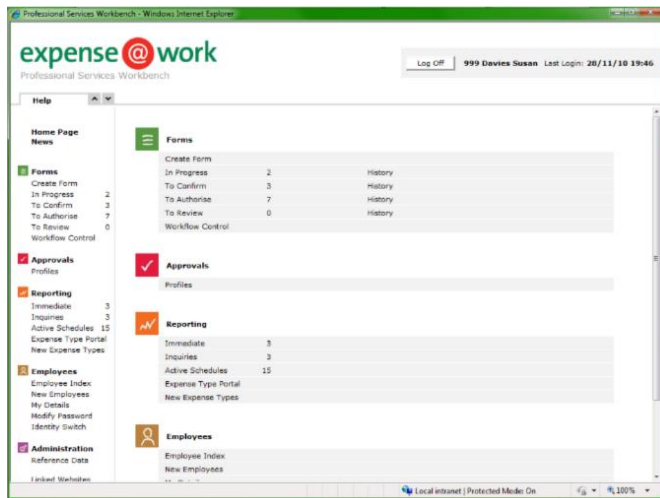 Professional Services Workbench - Windows Internet Explorer
expense@work
Professional Services Workbench
Log Off 999 Davies Susan Last Login: 20/11/10 19:46
Help
Home Page
News
Forms
Create Form
In Progress 2
To Confirm 3
To Authorise 7
To Review 0
Workflow Control
Approvals
Profiles
Reporting
Immediate 3
Inquiries 3
Active Schedules 15
Expense Type Portal
New Expense Types
Employees
Employee Index
New Employees
My Details
Modify Password
Identity Switch
Administration
Reference Data
Linked Websites
Forms
Create Form
In Progress 2 History
To Confirm 3 History
To Authorise 7 History
To Review 0 History
Workflow Control
Approvals
Profiles
Reporting
Immediate 3
Inquiries 3
Active Schedules 15
Expense Type Portal
New Expense Types
Employees
Employee Index
New Employees
Local intranet | Protected Mode: On 100%